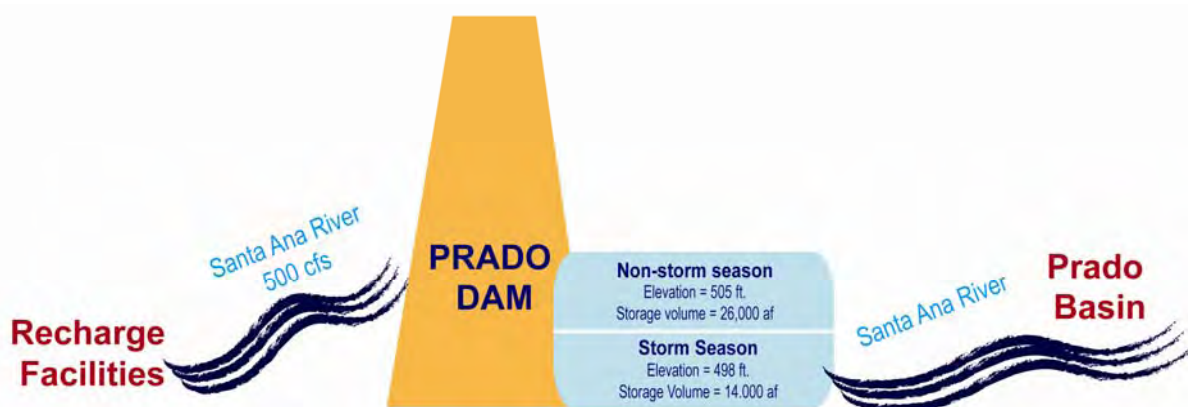 Santa Ana River
500 cfs
Recharge
Facilities
PRADO
DAM
Non-storm season
Elevation = 505 ft.
Storage volume = 26,000 af
Storm Season
Elevation = 498 ft.
Storage Volume = 14.000 af
Santa Ana River
Prado
Basin